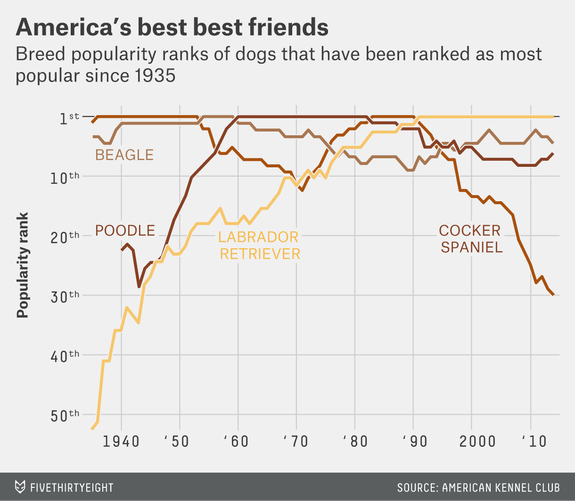 America's best best friends
Breed popularity ranks of dogs that have been ranked as most
popular since 1935
Popularity rank
1st
10th
20th
30th
40th
50th
BEAGLE
POODLE
LABRADOR
RETRIEVER
COCKER
SPANIEL
1940 '50 '60 '70 '80 '90 2000 '10
FIVETHIRTYEIGHT
SOURCE: AMERICAN KENNEL CLUB